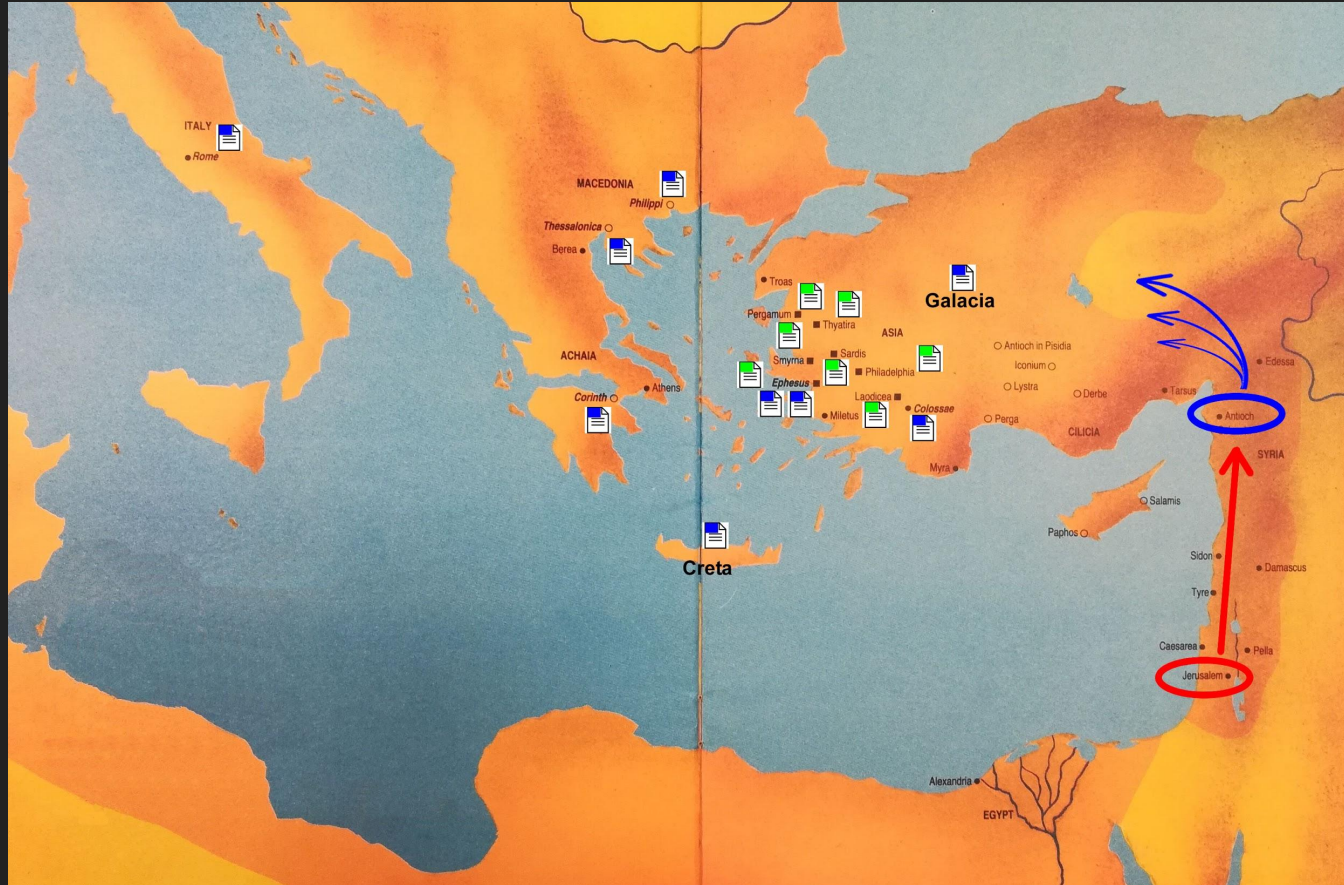 ITALY
Rome
MACEDONIA
Philippi
Thessalonica
Berea
Troas
Galacia
Pergamum
Thyatira
ASIA
ACHAIA
Sardis
Smyrna
Antioch in Pisidia
Iconium
Edessa
Athens
Philadelphia
Ephesus
Lystra
Derbe
Tarsus
Corinth
Laodicea
Colossae
Miletus
Perga
Antioch
CILICIA
SYRIA
Myra
Salamis
Paphos
Creta
Sidon
Damascus
Tyre
Caesarea
Pella
Jerusalem
Alexandria
EGYPT